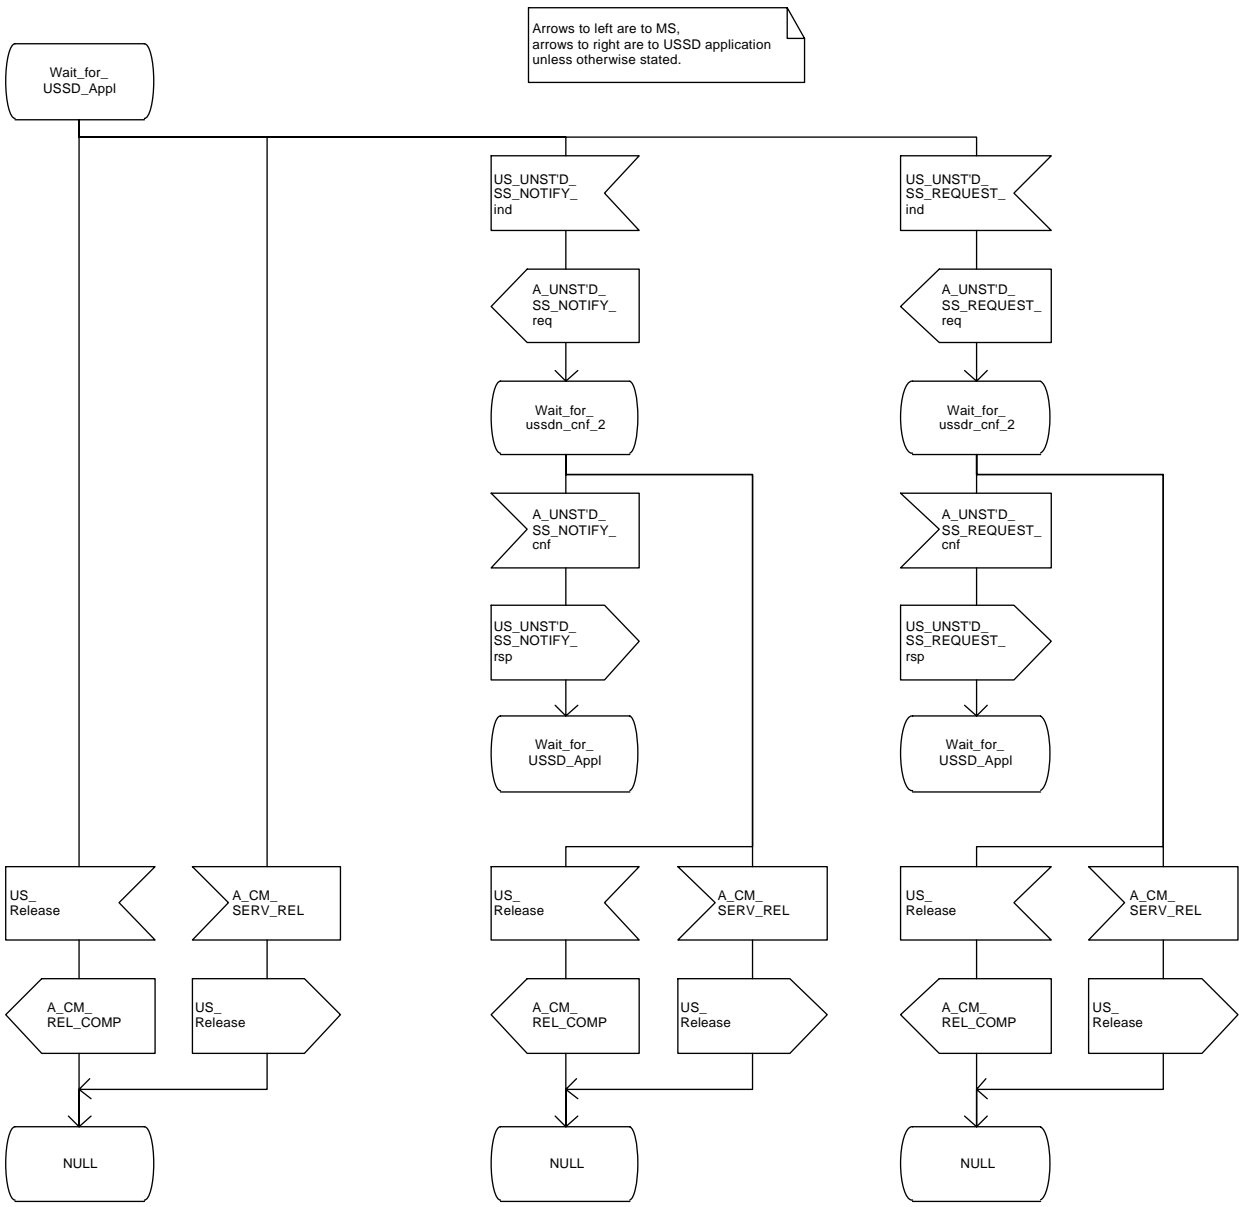 Arrows to left are to MS,
arrows to right are to USSD application
unless otherwise stated.
Wait_for_
USSD_Appl
US_UNST'D_
SS_NOTIFY_
ind
US_UNST'D_
SS_REQUEST_
ind
A_UNST'D_
SS_NOTIFY_
req
A_UNST'D_
SS_REQUEST_
req
Wait_for_
ussdn_cnf_2
Wait_for_
ussdr_cnf_2
A_UNST'D_
SS_NOTIFY_
cnf
A_UNST'D_
SS_REQUEST_
cnf
US_UNST'D_
SS_NOTIFY_
rsp
US_UNST'D_
SS_REQUEST_
rsp
Wait_for_
USSD_Appl
Wait_for_
USSD_Appl
US_
Release
A_CM_
SERV_REL
US_
Release
A_CM_
SERV_REL
US_
Release
A_CM_
SERV_REL
A_CM_
REL_COMP
US_
Release
A_CM_
REL_COMP
US_
Release
A_CM_
REL_COMP
US_
Release
NULL
NULL
NULL